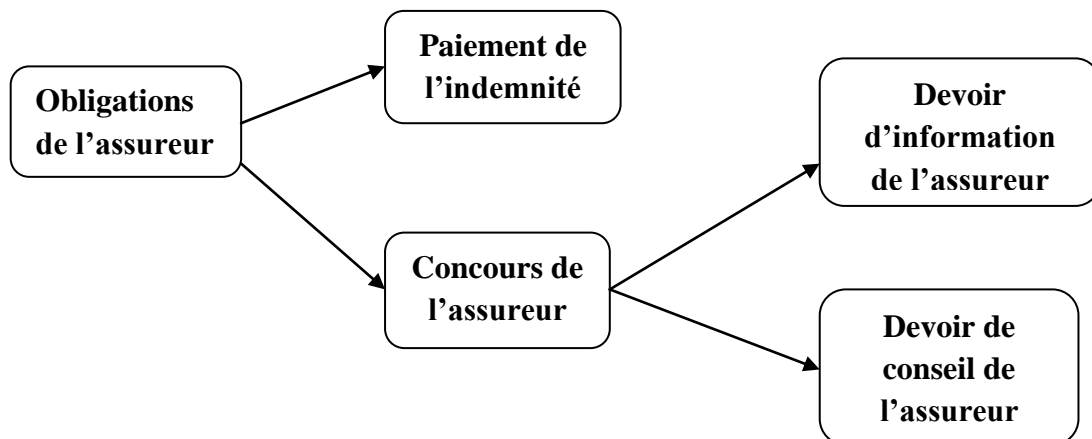 Obligations
de l’assureur
Paiement de
l’indemnité
Concours de
l’assureur
Devoir
d’information
de l’assureur
Devoir de
conseil de
l’assureur